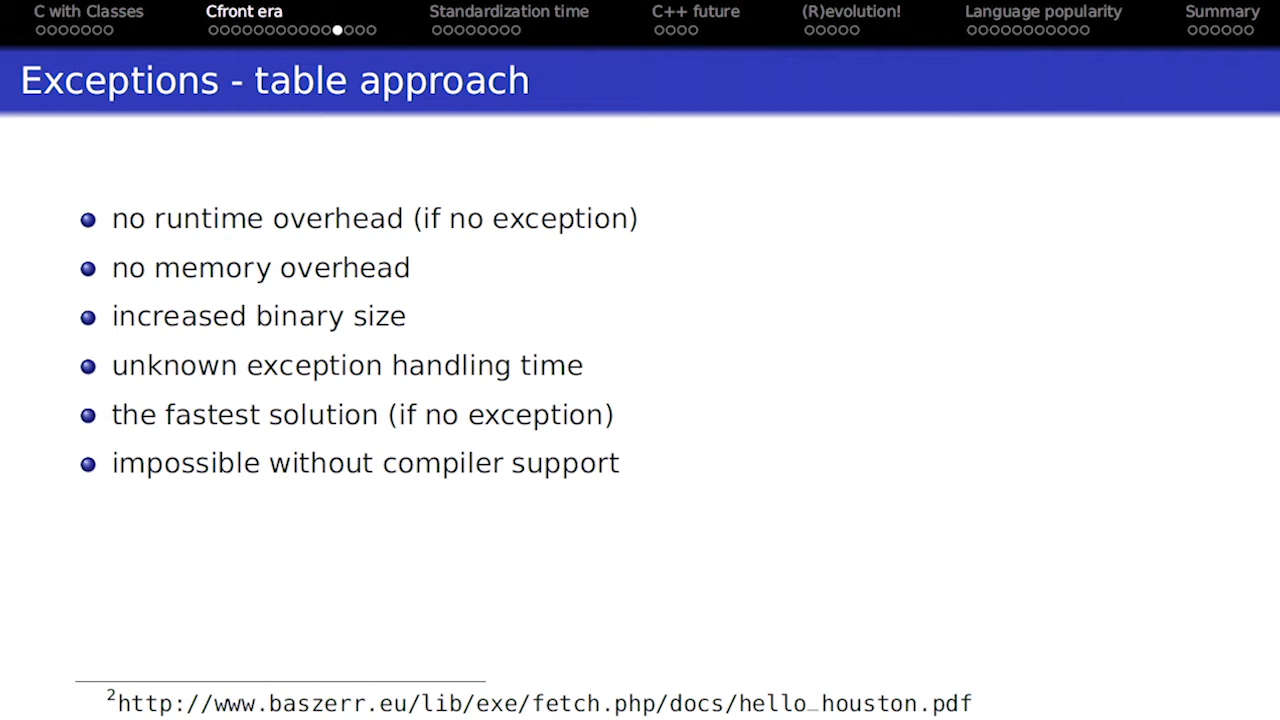 C with Classes Cfront era Standardization time C++ future (R)evolution! Language popularity Summary
Exceptions - table approach
no runtime overhead (if no exception)
no memory overhead
increased binary size
unknown exception handling time
the fastest solution (if no exception)
impossible without compiler support
2http://www.baszerr.eu/lib/exe/fetch.php/docs/hello_houston.pdf